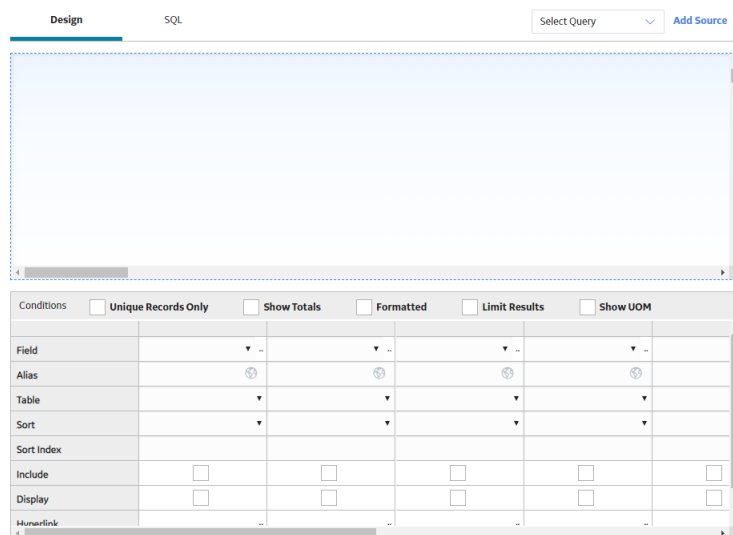 Design SQL Select Query Add Source
Conditions Unique Records Only Show Totals Formatted Limit Results Show UOM
Field
Alias
Table
Sort
Sort Index
Include
Display
Hyperlink